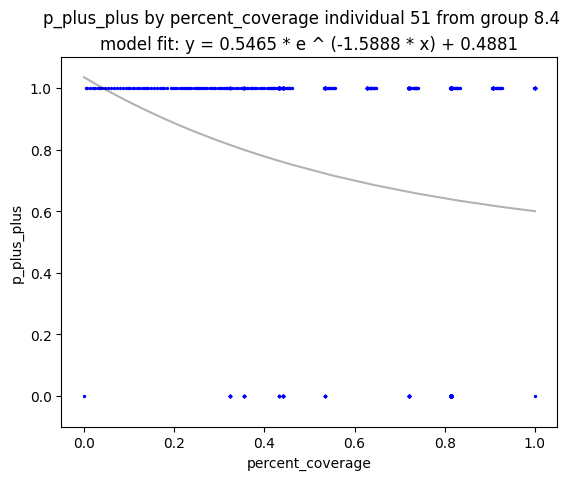 p_plus_plus by percent_coverage individual 51 from group 8.4
model fit: y = 0.5465 * e ^ (-1.5888 * x) + 0.4881
1.0
0.8
0.6
0.4
0.2
0.0
p_plus_plus
0.0 0.2 0.4 0.6 0.8 1.0
percent_coverage